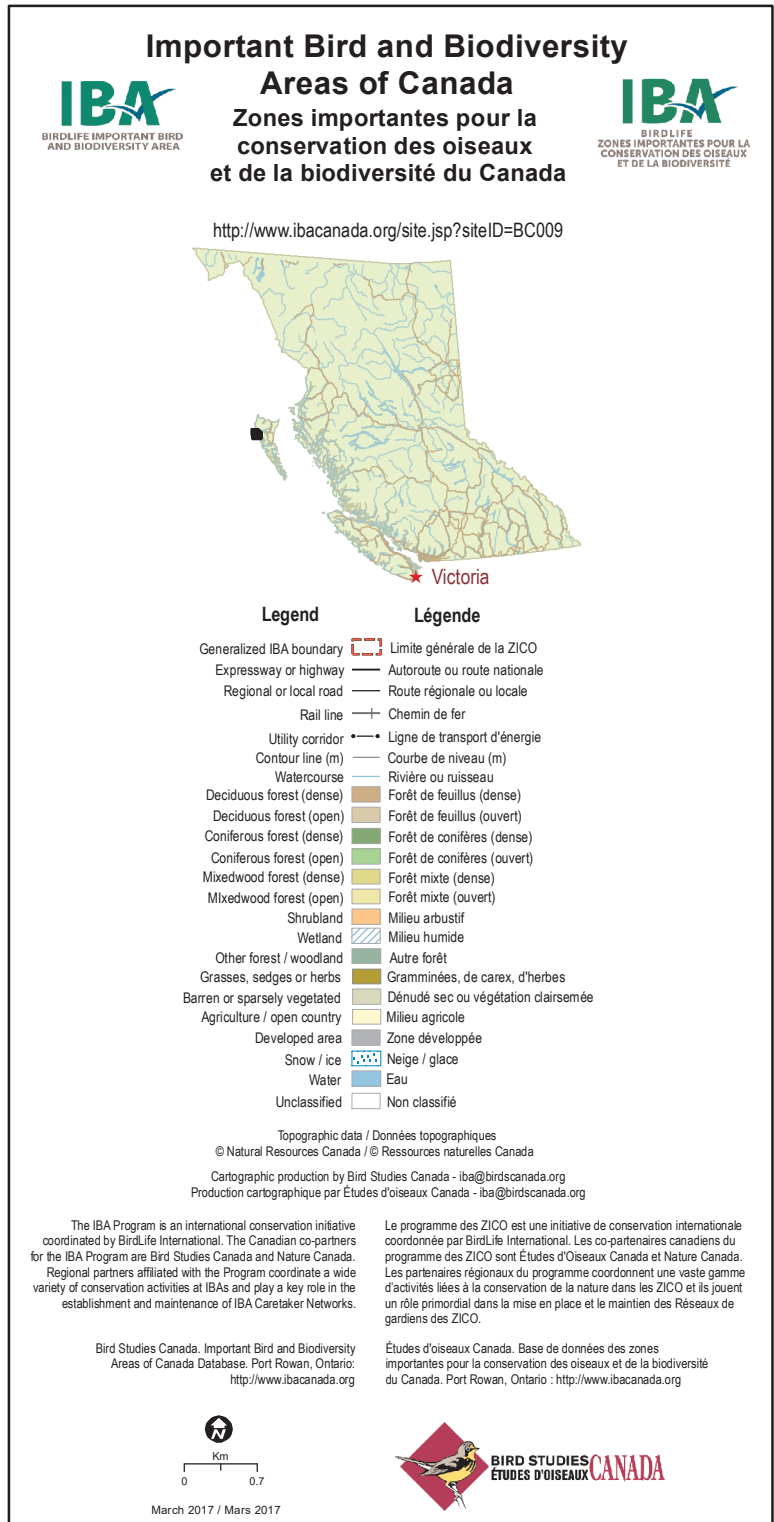 Important Bird and Biodiversity
Areas of Canada
Zones importantes pour la
conservation des oiseaux
et de la biodiversité du Canada
IBA
BIRDLIFE IMPORTANT BIRD
AND BIODIVERSITY AREA
IBA
BIRDLIFE
ZONES IMPORTANTES POUR LA
CONSERVATION DES OISEAUX
ET DE LA BIODIVERSITÉ
http://www.ibacanada.org/site.jsp?siteID=BC009
Victoria
Legend Légende
Generalized IBA boundary Limite générale de la ZICO
Expressway or highway Autoroute ou route nationale
Regional or local road Route régionale ou locale
Rail line Chemin de fer
Utility corridor Ligne de transport d'énergie
Contour line (m) Courbe de niveau (m)
Watercourse Rivière ou ruisseau
Deciduous forest (dense) Forêt de feuillus (dense)
Deciduous forest (open) Forêt de feuillus (ouvert)
Coniferous forest (dense) Forêt de conifères (dense)
Coniferous forest (open) Forêt de conifères (ouvert)
Mixedwood forest (dense) Forêt mixte (dense)
MIxedwood forest (open) Forêt mixte (ouvert)
Shrubland Milieu arbustif
Wetland Milieu humide
Other forest / woodland Autre forêt
Grasses, sedges or herbs Gramminées, de carex, d'herbes
Barren or sparsely vegetated Dénudé sec ou végétation clairsemée
Agriculture / open country Milieu agricole
Developed area Zone développée
Snow / ice Neige / glace
Water Eau
Unclassified Non classifié
Topographic data / Données topographiques
© Natural Resources Canada / © Ressources naturelles Canada
Cartographic production by Bird Studies Canada - iba@birdscanada.org
Production cartographique par Études d'oiseaux Canada - iba@birdscanada.org
The IBA Program is an international conservation initiative
coordinated by BirdLife International. The Canadian co-partners
for the IBA Program are Bird Studies Canada and Nature Canada.
Regional partners affiliated with the Program coordinate a wide
variety of conservation activities at IBAs and play a key role in the
establishment and maintenance of IBA Caretaker Networks.
Bird Studies Canada. Important Bird and Biodiversity
Areas of Canada Database. Port Rowan, Ontario:
http://www.ibacanada.org
Le programme des ZICO est une initiative de conservation internationale
coordonnée par BirdLife International. Les co-partenaires canadiens du
programme des ZICO sont Études d'Oiseaux Canada et Nature Canada.
Les partenaires régionaux du programme coordonnent une vaste gamme
d'activités liées à la conservation de la nature dans les ZICO et ils jouent
un rôle primordial dans la mise en place et le maintien des Réseaux de
gardiens des ZICO.
Études d'oiseaux Canada. Base de données des zones
importantes pour la conservation des oiseaux et de la biodiversité
du Canada. Port Rowan, Ontario : http://www.ibacanada.org
N
Km
0 0.7
March 2017 / Mars 2017
BIRD STUDIES
ÉTUDES D'OISEAUX CANADA